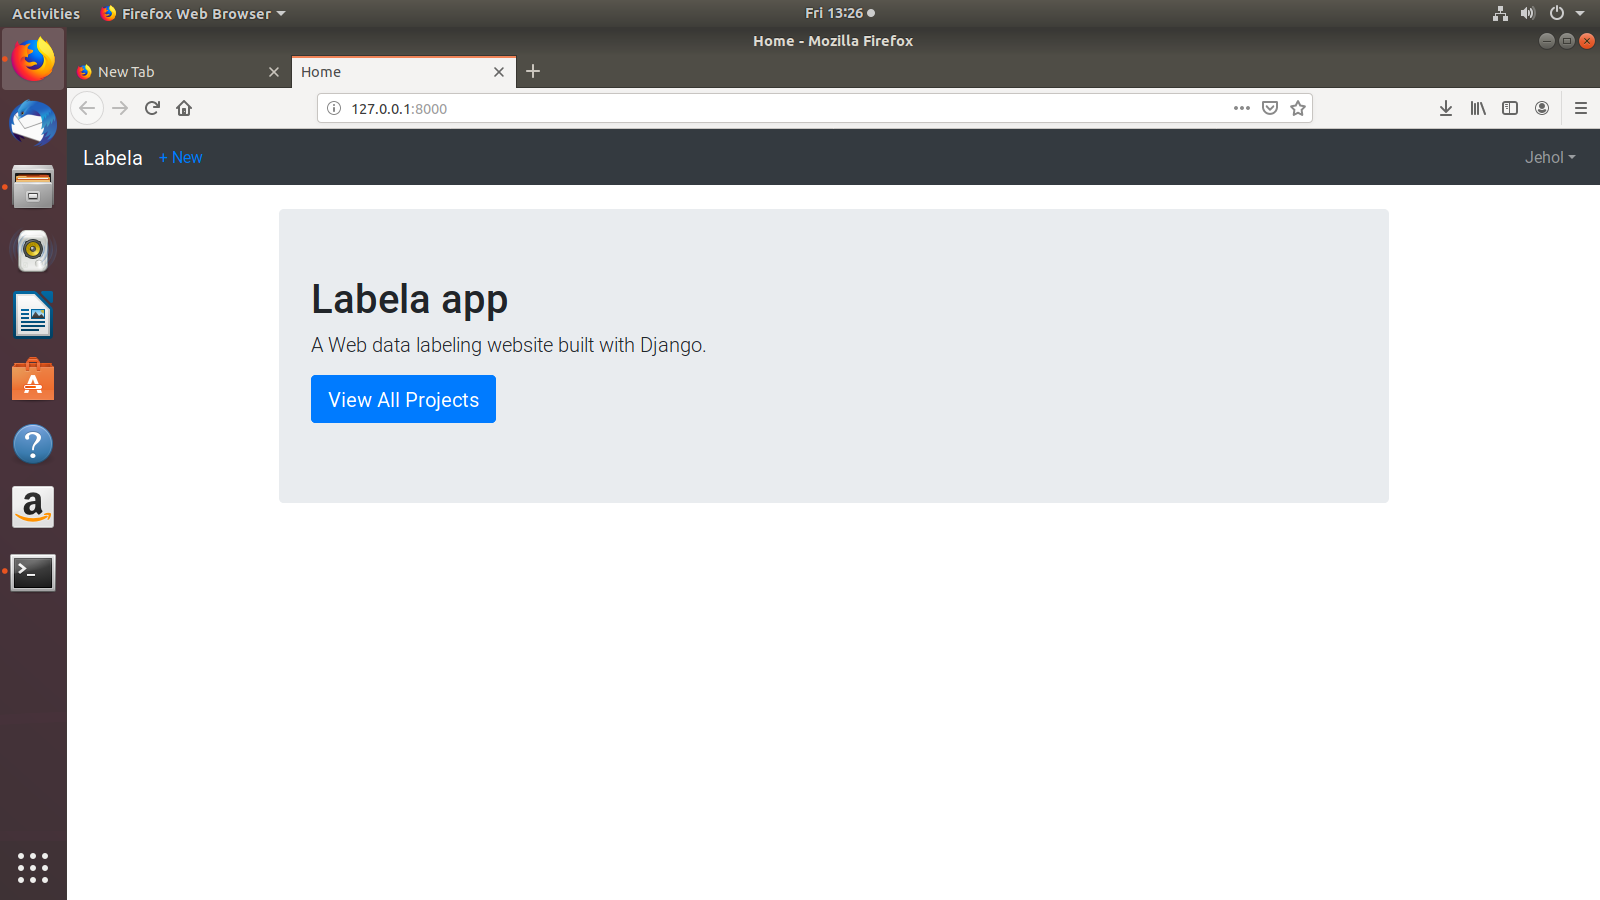 Activities
Firefox Web Browser
Fri 13:26
Home - Mozilla Firefox
New Tab
Home
127.0.0.1:8000
Labela
+ New
Jehol
Labela app
A Web data labeling website built with Django.
View All Projects